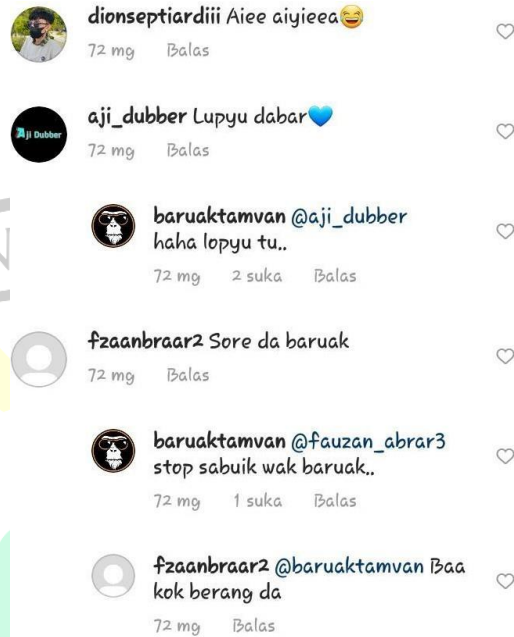 dionseptiardiii Aiee aiyieea😂
72 mg Balas
Aji Dubber
aji_dubber Lupyu dabar💙
72 mg Balas
baruaktamvan @aji_dubber
haha lopyu tu..
72 mg 2 suka Balas
fzaanbraar2 Sore da baruak
72 mg Balas
baruaktamvan @fauzan_abrar3
stop sabuik wak baruak..
72 mg 1 suka Balas
fzaanbraar2 @baruaktamvan Baa
kok berang da
72 mg Balas